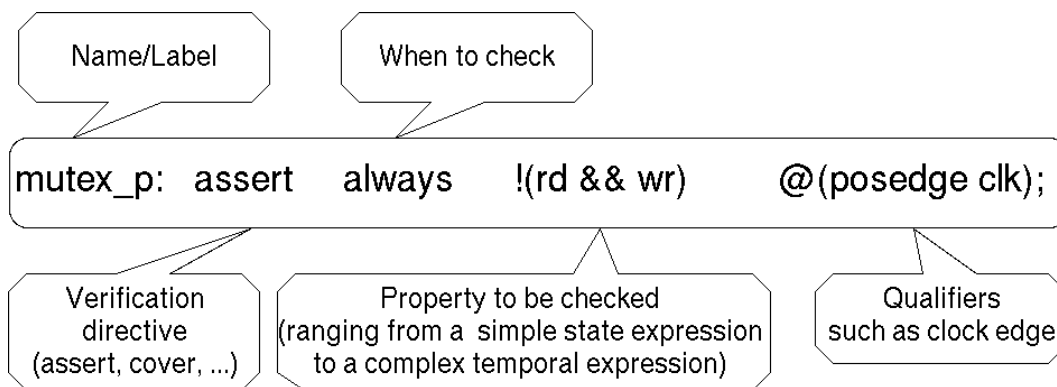 Name/Label
When to check
mutex_p: assert always !(rd && wr) @(posedge clk);
Verification
directive
(assert, cover, ...)
Property to be checked
(ranging from a simple state expression
to a complex temporal expression)
Qualifiers
such as clock edge